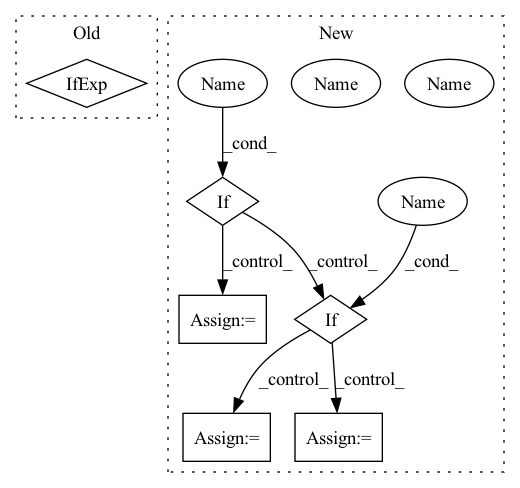 Old
New
IfExp
Name
Name
Name
_cond_
If
Name
_control_
_control_
_cond_
Assign:=
If
_control_
_control_
Assign:=
Assign:=